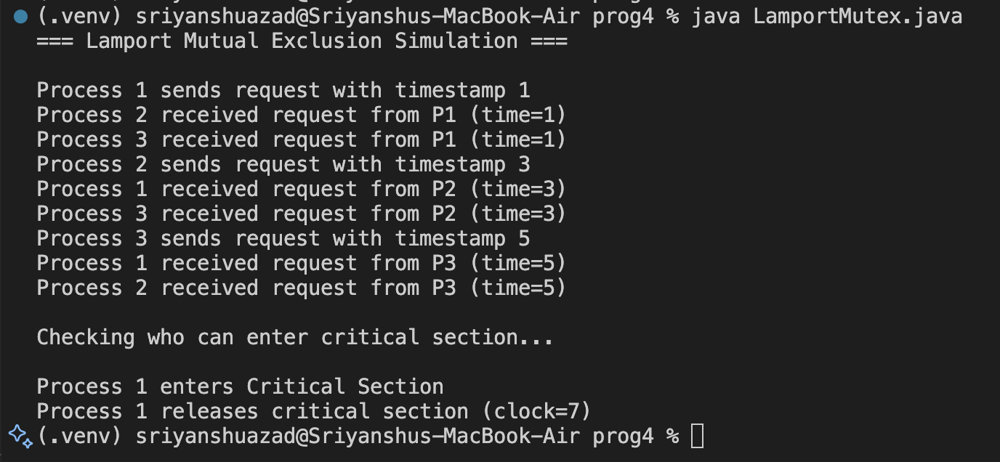 (.venv) sriyanshuazad@Sriyanshus-MacBook-Air prog4 % java LamportMutex.java
=== Lamport Mutual Exclusion Simulation ===
Process 1 sends request with timestamp 1
Process 2 received request from P1 (time=1)
Process 3 received request from P1 (time=1)
Process 2 sends request with timestamp 3
Process 1 received request from P2 (time=3)
Process 3 received request from P2 (time=3)
Process 3 sends request with timestamp 5
Process 1 received request from P3 (time=5)
Process 2 received request from P3 (time=5)
Checking who can enter critical section...
Process 1 enters Critical Section
Process 1 releases critical section (clock=7)
(.venv) sriyanshuazad@Sriyanshus-MacBook-Air prog4 %